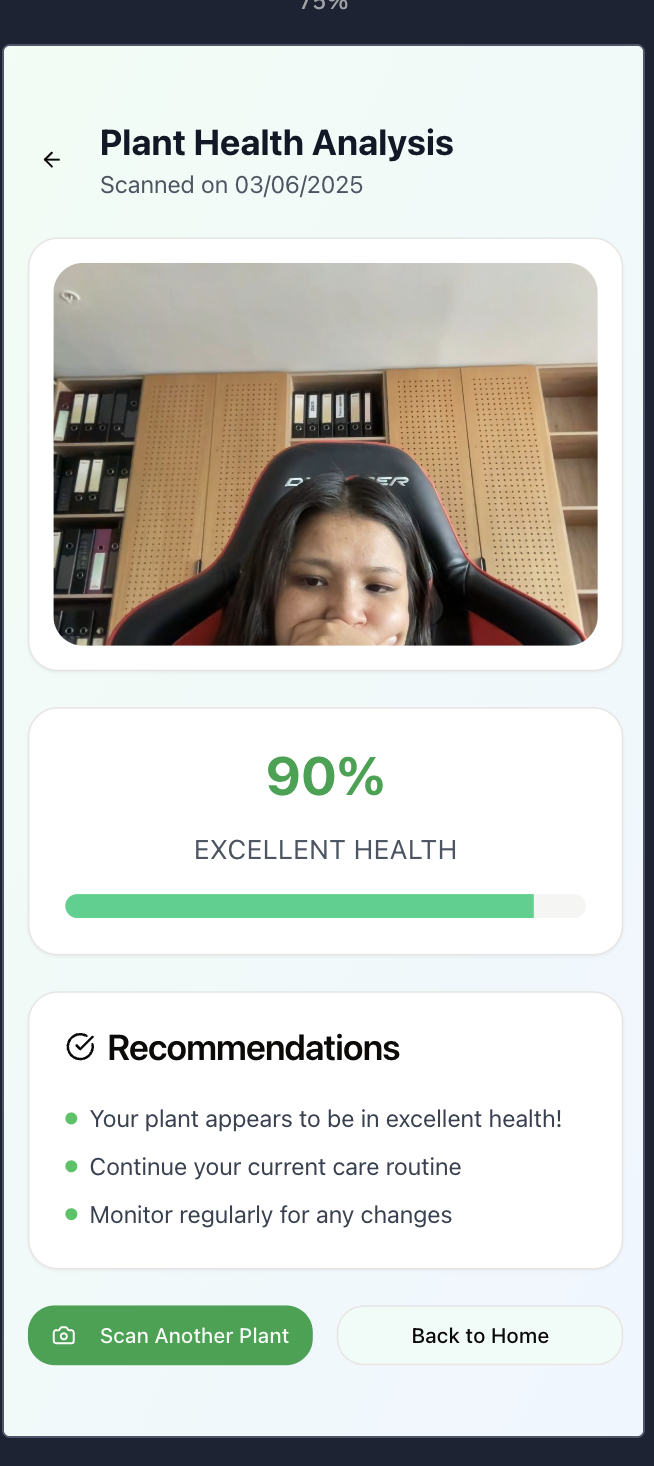 75%
Plant Health Analysis
Scanned on 03/06/2025
90%
EXCELLENT HEALTH
Recommendations
Your plant appears to be in excellent health!
Continue your current care routine
Monitor regularly for any changes
Scan Another Plant
Back to Home